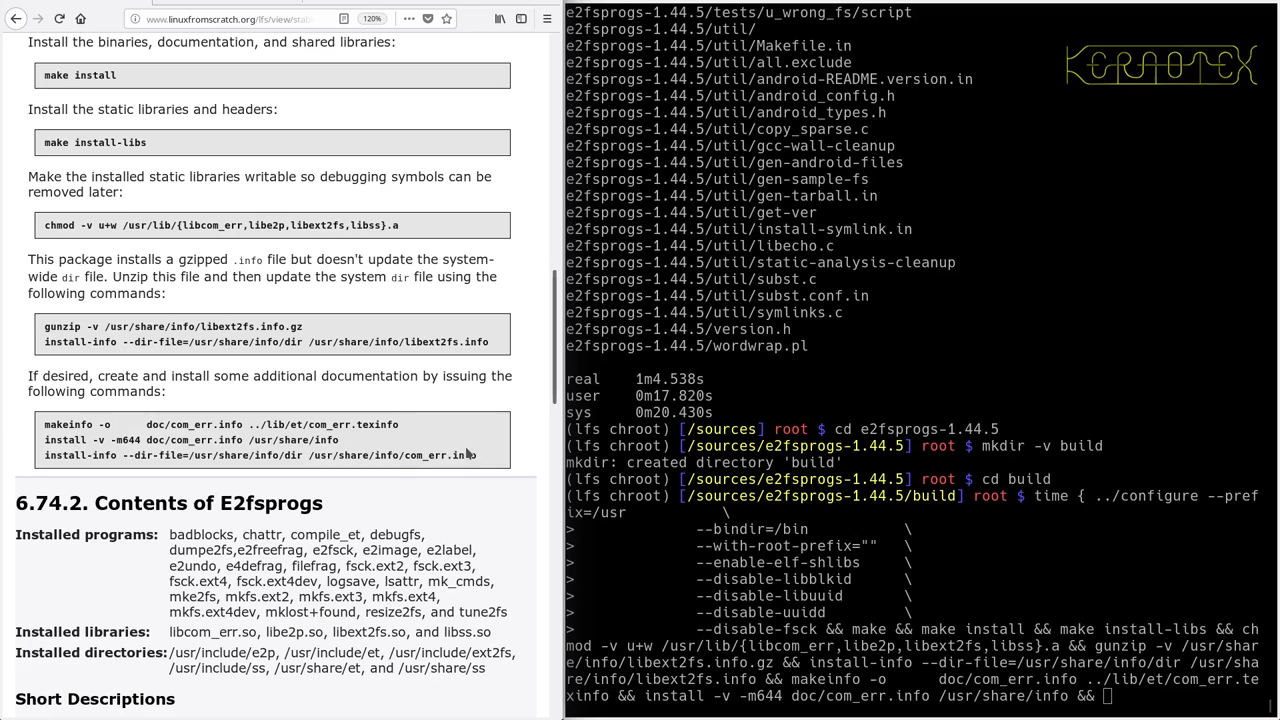 www.linuxfromscratch.org/lfs/view/stab
120%
Install the binaries, documentation, and shared libraries:
make install
Install the static libraries and headers:
make install-libs
Make the installed static libraries writable so debugging symbols can be
removed later:
chmod -v u+w /usr/lib/{libcom_err,libe2p,libext2fs,libss}.a
This package installs a gzipped .info file but doesn't update the system-
wide dir file. Unzip this file and then update the system dir file using the
following commands:
gunzip -v /usr/share/info/libext2fs.info.gz
install-info --dir-file=/usr/share/info/dir /usr/share/info/libext2fs.info
If desired, create and install some additional documentation by issuing the
following commands:
makeinfo -o      doc/com_err.info ../lib/et/com_err.texinfo
install -v -m644 doc/com_err.info /usr/share/info
install-info --dir-file=/usr/share/info/dir /usr/share/info/com_err.info
6.74.2. Contents of E2fsprogs
Installed programs: badblocks, chattr, compile_et, debugfs,
dumpe2fs,e2freefrag, e2fsck, e2image, e2label,
e2undo, e4defrag, filefrag, fsck.ext2, fsck.ext3,
fsck.ext4, fsck.ext4dev, logsave, lsattr, mk_cmds,
mke2fs, mkfs.ext2, mkfs.ext3, mkfs.ext4,
mkfs.ext4dev, mklost+found, resize2fs, and tune2fs
Installed libraries: libcom_err.so, libe2p.so, libext2fs.so, and libss.so
Installed directories: /usr/include/e2p, /usr/include/et, /usr/include/ext2fs,
/usr/include/ss, /usr/share/et, and /usr/share/ss
Short Descriptions
e2fsprogs-1.44.5/tests/u_wrong_fs/script
e2fsprogs-1.44.5/util/
e2fsprogs-1.44.5/util/Makefile.in
e2fsprogs-1.44.5/util/all.exclude
e2fsprogs-1.44.5/util/android-README.version.in
e2fsprogs-1.44.5/util/android_config.h
e2fsprogs-1.44.5/util/android_types.h
e2fsprogs-1.44.5/util/copy_sparse.c
e2fsprogs-1.44.5/util/gcc-wall-cleanup
e2fsprogs-1.44.5/util/gen-android-files
e2fsprogs-1.44.5/util/gen-sample-fs
e2fsprogs-1.44.5/util/gen-tarball.in
e2fsprogs-1.44.5/util/get-ver
e2fsprogs-1.44.5/util/install-symlink.in
e2fsprogs-1.44.5/util/libecho.c
e2fsprogs-1.44.5/util/static-analysis-cleanup
e2fsprogs-1.44.5/util/subst.c
e2fsprogs-1.44.5/util/subst.conf.in
e2fsprogs-1.44.5/util/symlinks.c
e2fsprogs-1.44.5/version.h
e2fsprogs-1.44.5/wordwrap.pl
real    1m4.538s
user    0m17.820s
sys     0m20.430s
(lfs chroot) [/sources] root $ cd e2fsprogs-1.44.5
(lfs chroot) [/sources/e2fsprogs-1.44.5] root $ mkdir -v build
mkdir: created directory 'build'
(lfs chroot) [/sources/e2fsprogs-1.44.5] root $ cd build
(lfs chroot) [/sources/e2fsprogs-1.44.5/build] root $ time { ../configure --pref
ix=/usr           \
>             --bindir=/bin           \
>             --with-root-prefix=""   \
>             --enable-elf-shlibs     \
>             --disable-libblkid      \
>             --disable-libuuid       \
>             --disable-uuidd         \
>             --disable-fsck && make && make install && make install-libs && ch
mod -v u+w /usr/lib/{libcom_err,libe2p,libext2fs,libss}.a && gunzip -v /usr/shar
e/info/libext2fs.info.gz && install-info --dir-file=/usr/share/info/dir /usr/sha
re/info/libext2fs.info && makeinfo -o      doc/com_err.info ../lib/et/com_err.te
xinfo && install -v -m644 doc/com_err.info /usr/share/info &&